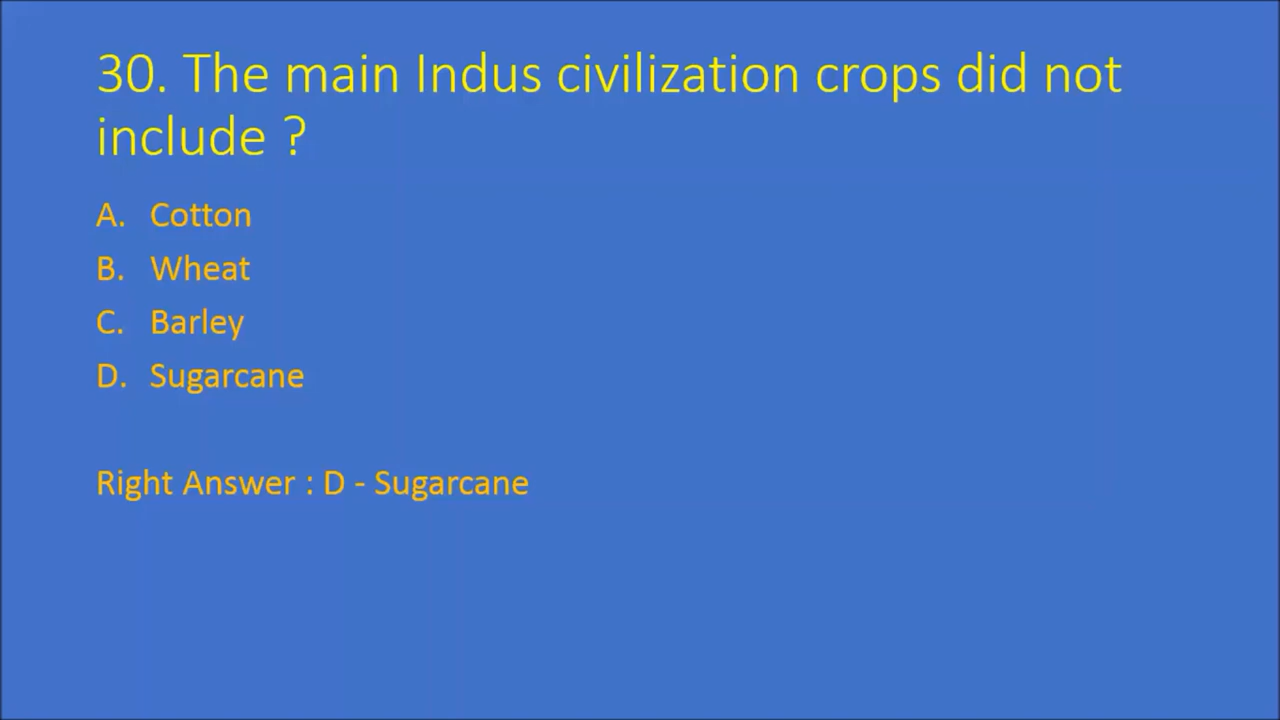 30. The main Indus civilization crops did not
include ?
A. Cotton
B. Wheat
C. Barley
D. Sugarcane
Right Answer : D - Sugarcane